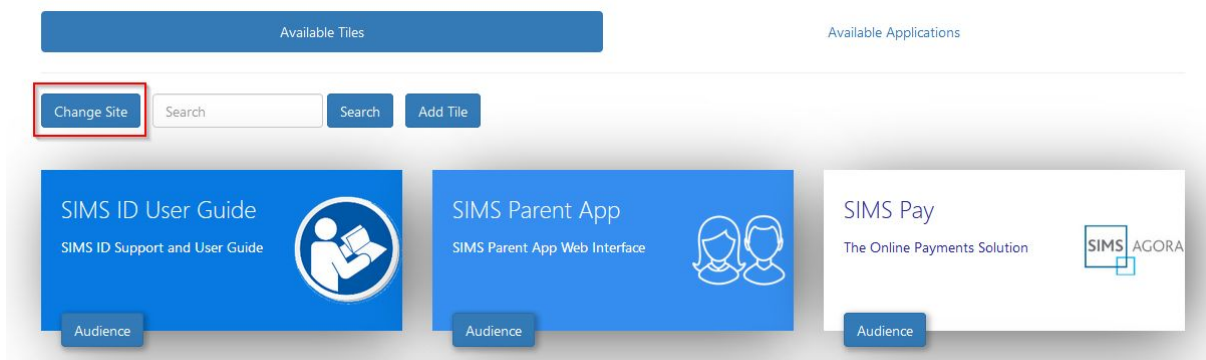 Available Tiles
Available Applications
Change Site
Search
Search
Add Tile
SIMS ID User Guide
SIMS ID Support and User Guide
Audience
SIMS Parent App
SIMS Parent App Web Interface
Audience
SIMS Pay
The Online Payments Solution
SIMS AGORA
Audience